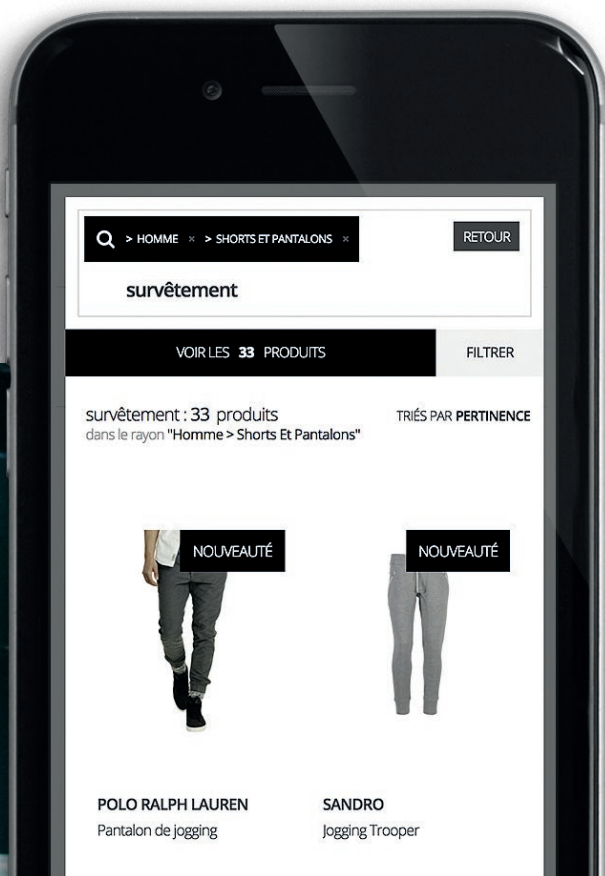 > HOMME × > SHORTS ET PANTALONS × RETOUR
survêtement
VOIR LES 33 PRODUITS FILTRER
survêtement : 33 produits TRIÉS PAR PERTINENCE
dans le rayon "Homme > Shorts Et Pantalons"
NOUVEAUTÉ NOUVEAUTÉ
POLO RALPH LAUREN SANDRO
Pantalon de jogging Jogging Trooper